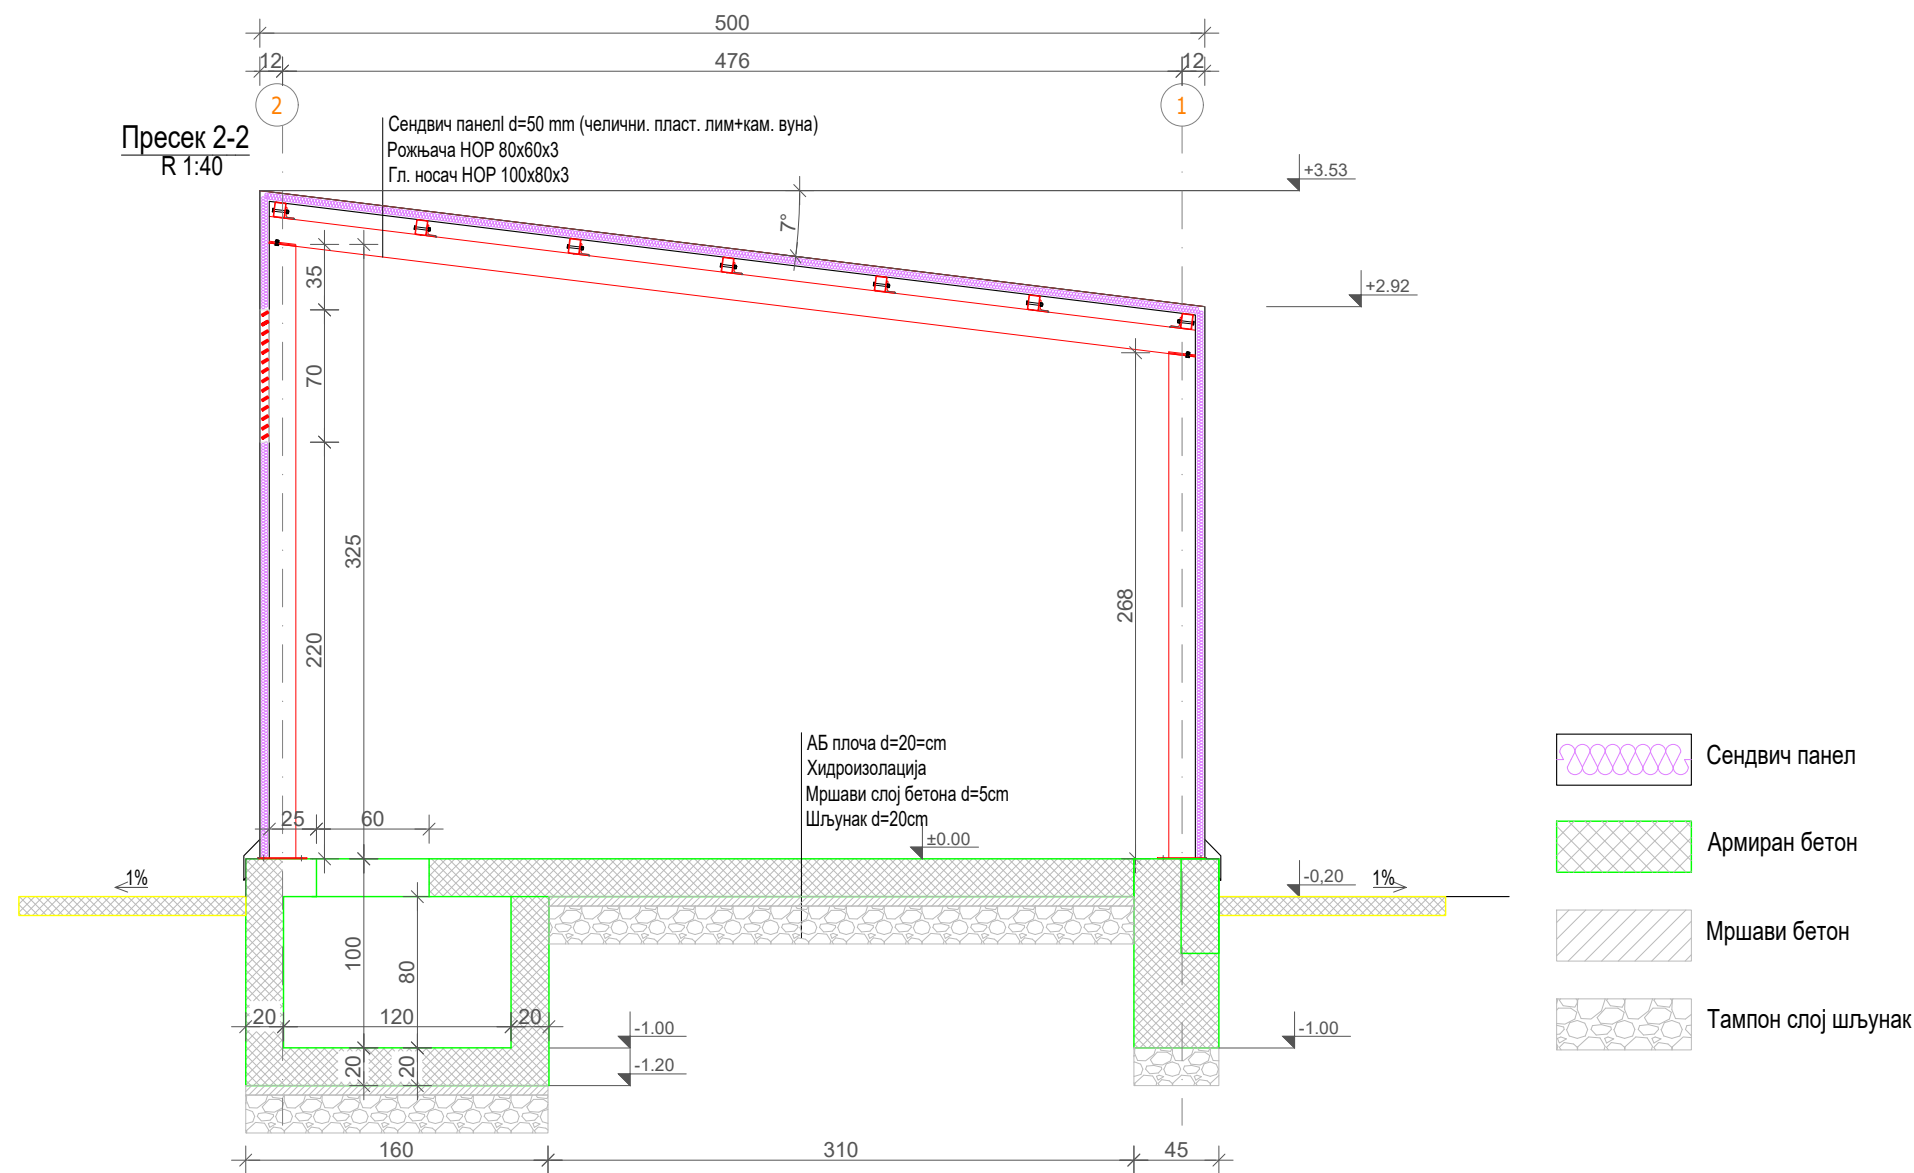 500
12
476
12
2
1
Пресек 2-2
R 1:40
Сендвич панелl d=50 mm (челични. пласт. лим+кам. вуна)
Рожњача НОР 80x60x3
Гл. носач НОР 100x80x3
+3.53
7°
+2.92
35
70
325
220
268
АБ плоча d=20=cm
Хидроизолација
Мршави слој бетона d=5cm
Шљунак d=20cm
±0.00
25
60
1%
-0,20
1%
100
80
20
120
20
-1.00
-1.00
20
20
-1.20
160
310
45
Сендвич панел
Армиран бетон
Мршави бетон
Тампон слој шљунак